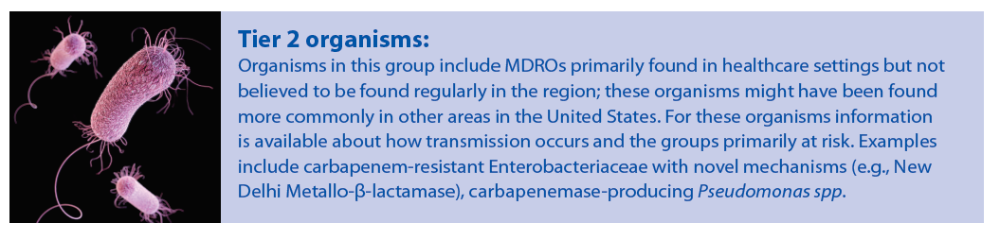 Tier 2 organisms:
Organisms in this group include MDROs primarily found in healthcare settings but not
believed to be found regularly in the region; these organisms might have been found
more commonly in other areas in the United States. For these organisms information
is available about how transmission occurs and the groups primarily at risk. Examples
include carbapenem-resistant Enterobacteriaceae with novel mechanisms (e.g., New
Delhi Metallo-β-lactamase), carbapenemase-producing Pseudomonas spp.